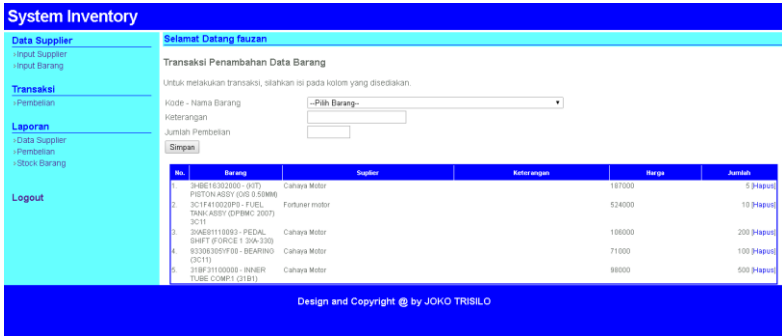 System Inventory
Data Supplier
»Input Supplier
»Input Barang
Transaksi
»Pembelian
Laporan
»Data Supplier
»Pembelian
»Stock Barang
Logout
Selamat Datang fauzan
Transaksi Penambahan Data Barang
Untuk melakukan transaksi, silahkan isi pada kolom yang disediakan.
Kode - Nama Barang --Pilih Barang--
Keterangan
Jumlah Pembelian
Simpan
No. Barang Suplier Keterangan Harga Jumlah
1. 3HBE16302000 - (KIT) Cahaya Motor 187000 5 [Hapus]
PISTON ASSY (O/S 0.50MM)
2. 3C1F410020P8 - FUEL Fortuner motor 524000 10 [Hapus]
TANK ASSY (DPBMC 2007)
3C11
3. 3XAE81110093 - PEDAL Cahaya Motor 106000 200 [Hapus]
SHIFT (FORCE 1 3XA-330)
4. 93306305YF00 - BEARING Cahaya Motor 71000 100 [Hapus]
(3C11)
5. 31BF31100000 - INNER Cahaya Motor 98000 500 [Hapus]
TUBE COMP.1 (31B1)
Design and Copyright @ by JOKO TRISILO